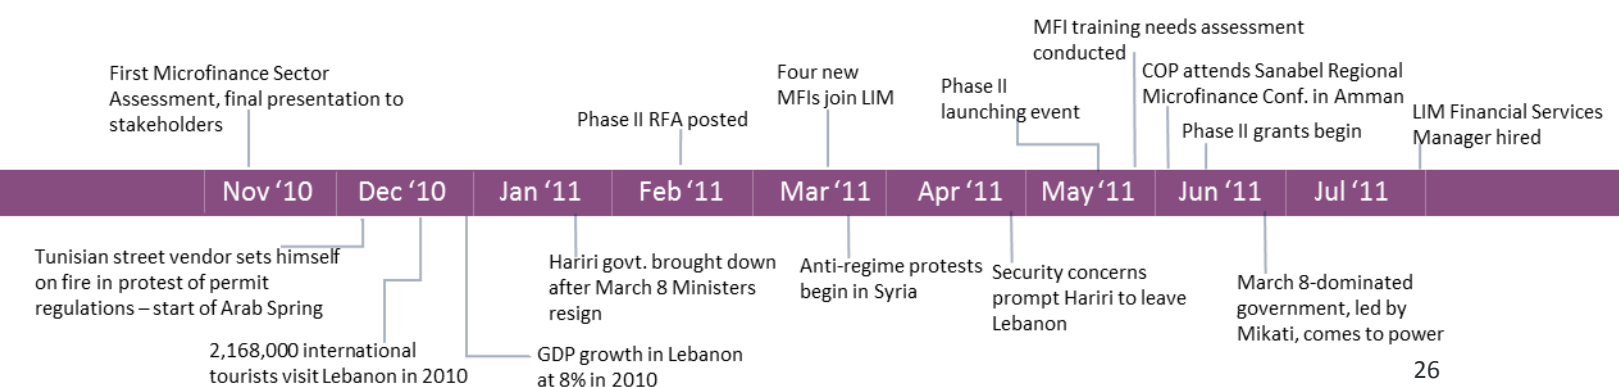 First Microfinance Sector
Assessment, final presentation to
stakeholders
Phase II RFA posted
Four new
MFIs join LIM
Phase II
launching event
MFI training needs assessment
conducted
COP attends Sanabel Regional
Microfinance Conf. in Amman
Phase II grants begin
LIM Financial Services
Manager hired
Nov ‘10 Dec ‘10 Jan ‘11 Feb ‘11 Mar ‘11 Apr ‘11 May ‘11 Jun ‘11 Jul ‘11
Tunisian street vendor sets himself
on fire in protest of permit
regulations – start of Arab Spring
2,168,000 international
tourists visit Lebanon in 2010
GDP growth in Lebanon
at 8% in 2010
Hariri govt. brought down
after March 8 Ministers
resign
Anti-regime protests
begin in Syria
Security concerns
prompt Hariri to leave
Lebanon
March 8-dominated
government, led by
Mikati, comes to power
26